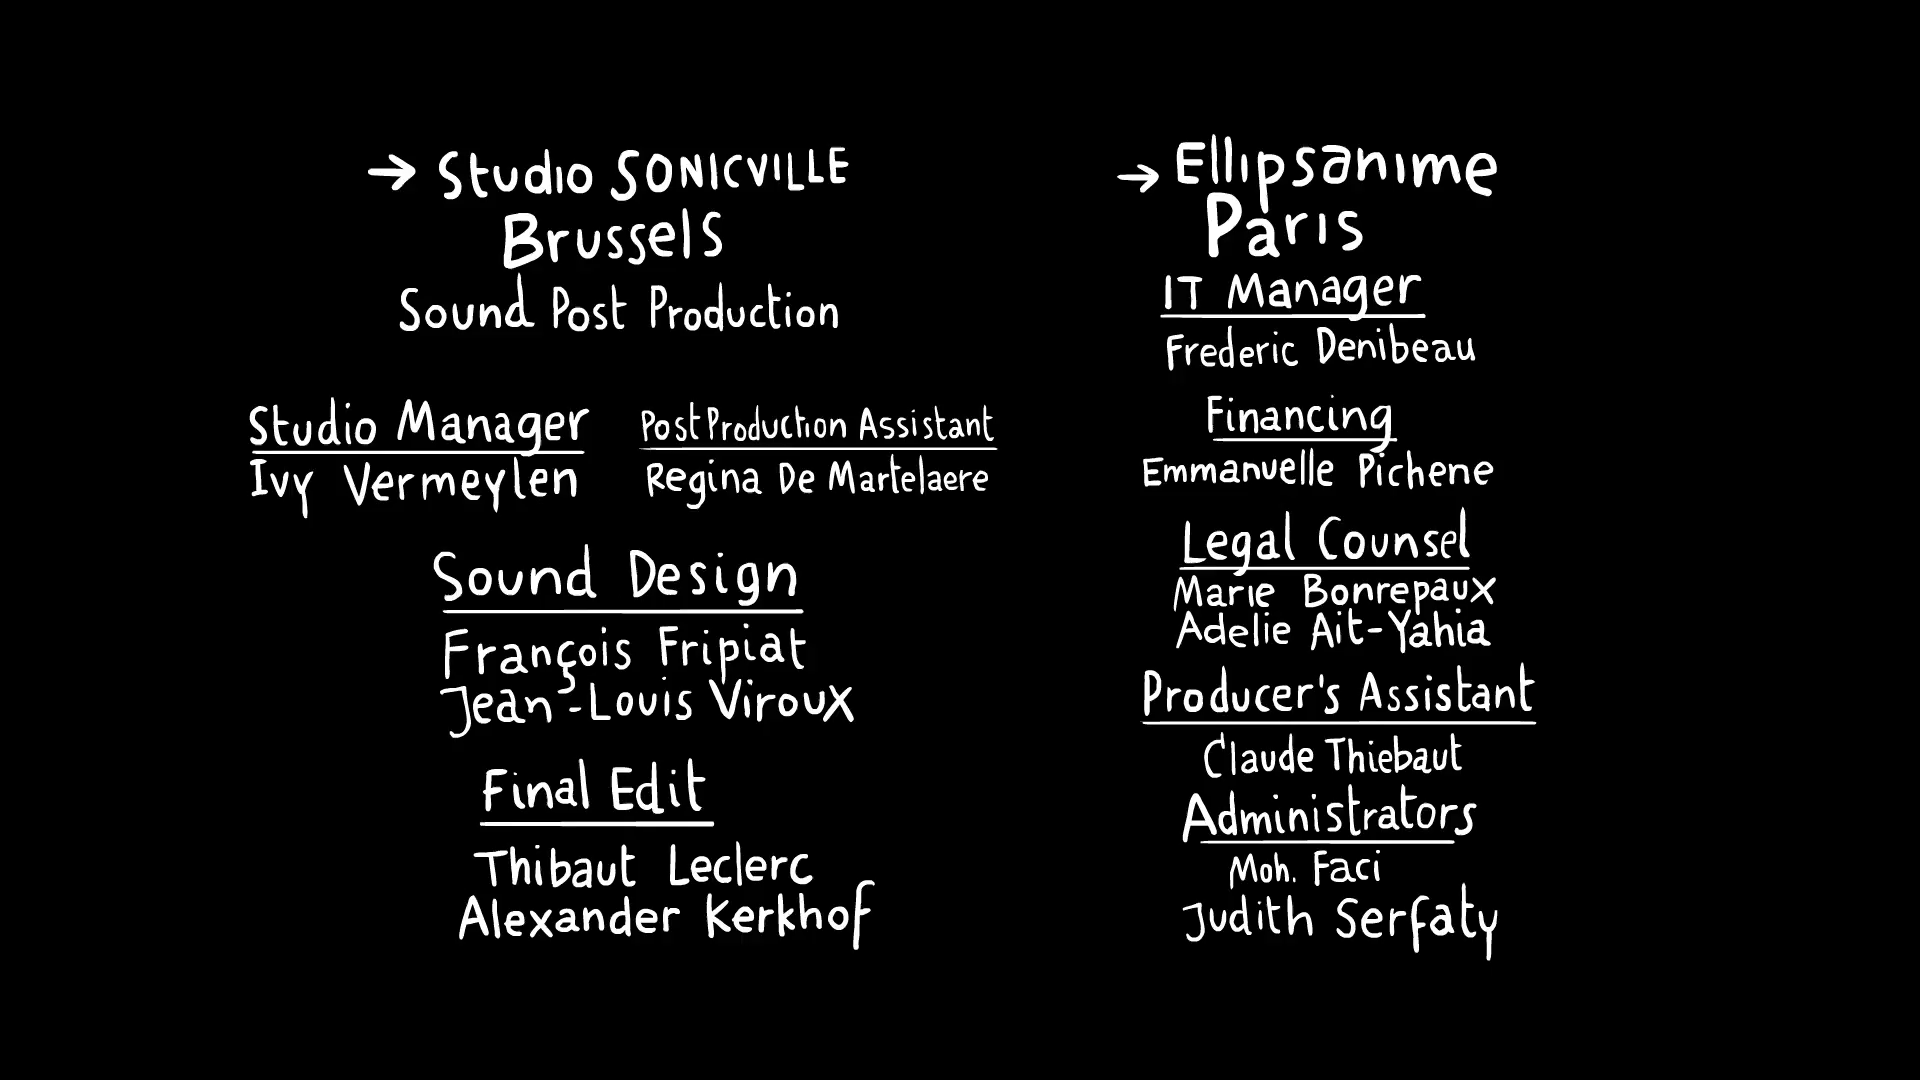 → Studio SONICVILLE
Brussels
Sound Post Production
Studio Manager
Ivy Vermeylen
Post Production Assistant
Regina De Martelaere
Sound Design
François Fripiat
Jean-Louis Viroux
Final Edit
Thibaut Leclerc
Alexander Kerkhof
→ Ellipsanime
Paris
IT Manager
Frederic Denibeau
Financing
Emmanuelle Pichene
Legal Counsel
Marie Bonrepaux
Adelie Ait-Yahia
Producer's Assistant
Claude Thiebaut
Administrators
Moh. Faci
Judith Serfaty